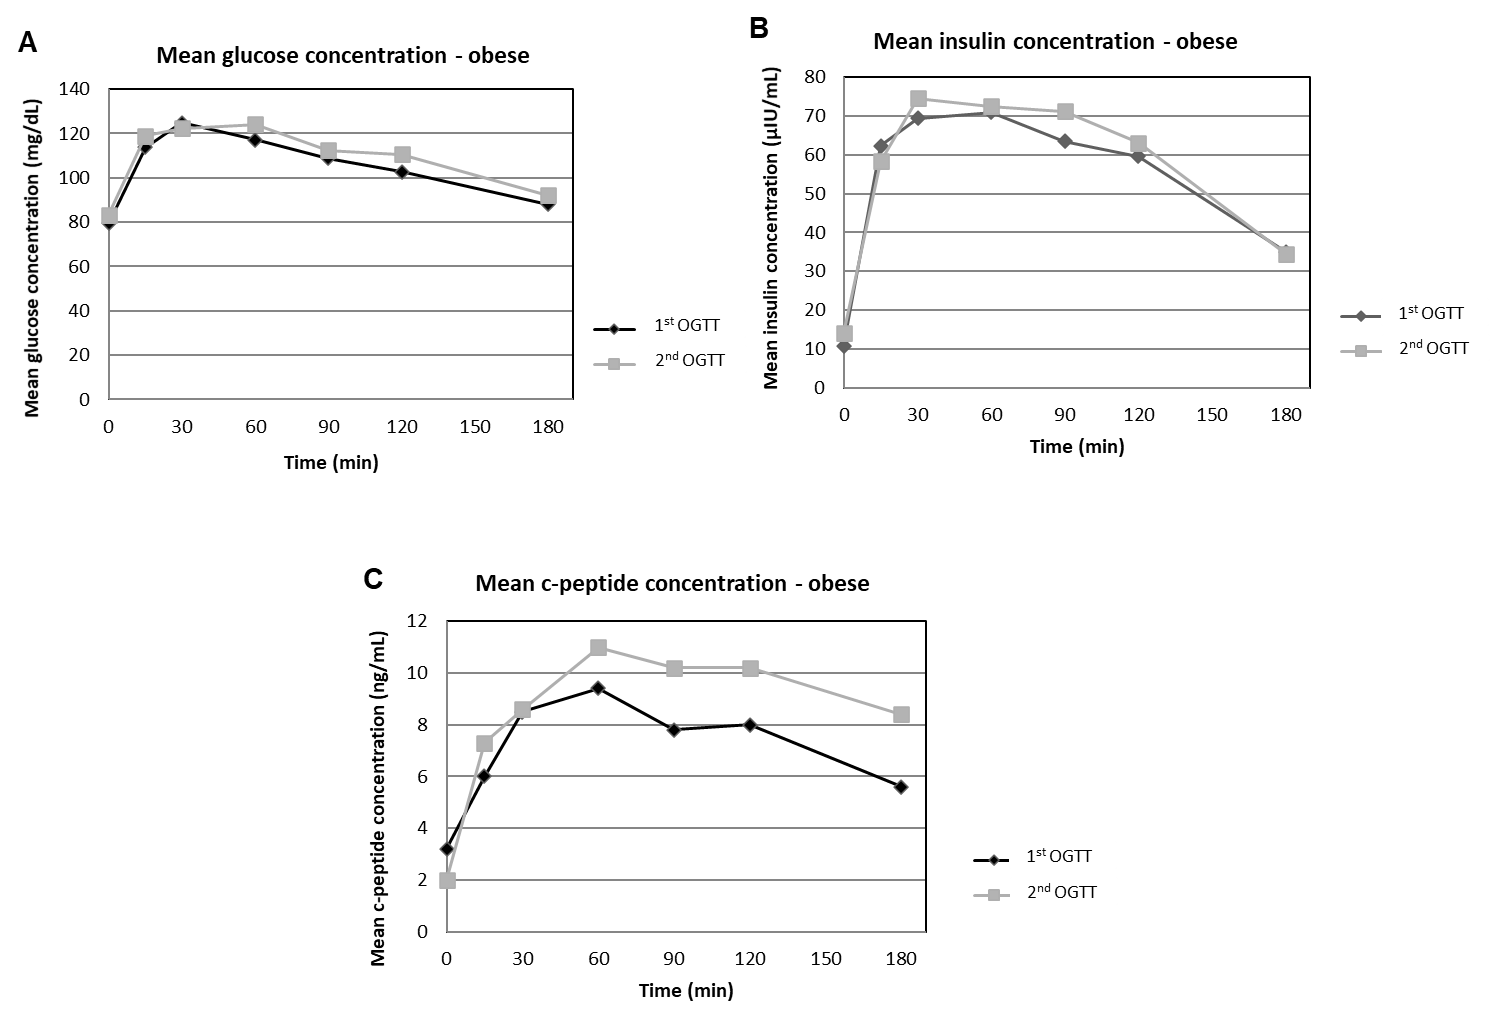 A
Mean glucose concentration - obese
Mean glucose concentration (mg/dL)
140
120
100
80
60
40
20
0
0 30 60 90 120 150 180
Time (min)
1st OGTT
2nd OGTT
B
Mean insulin concentration - obese
Mean insulin concentration (µIU/mL)
80
70
60
50
40
30
20
10
0
0 30 60 90 120 150 180
Time (min)
1st OGTT
2nd OGTT
C
Mean c-peptide concentration - obese
Mean c-peptide concentration (ng/mL)
12
10
8
6
4
2
0
0 30 60 90 120 150 180
Time (min)
1st OGTT
2nd OGTT